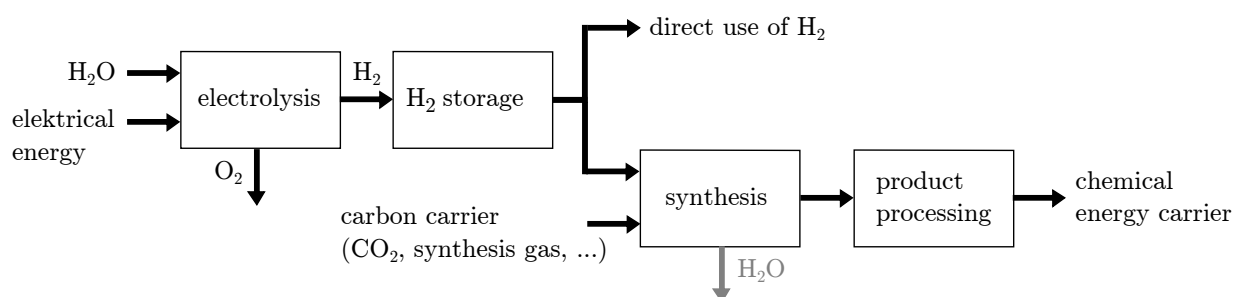 direct use of H₂
H₂O
H₂
electrolysis
H₂ storage
elektrical
energy
O₂
synthesis
product
processing
chemical
energy carrier
carbon carrier
(CO₂, synthesis gas, ...)
H₂O